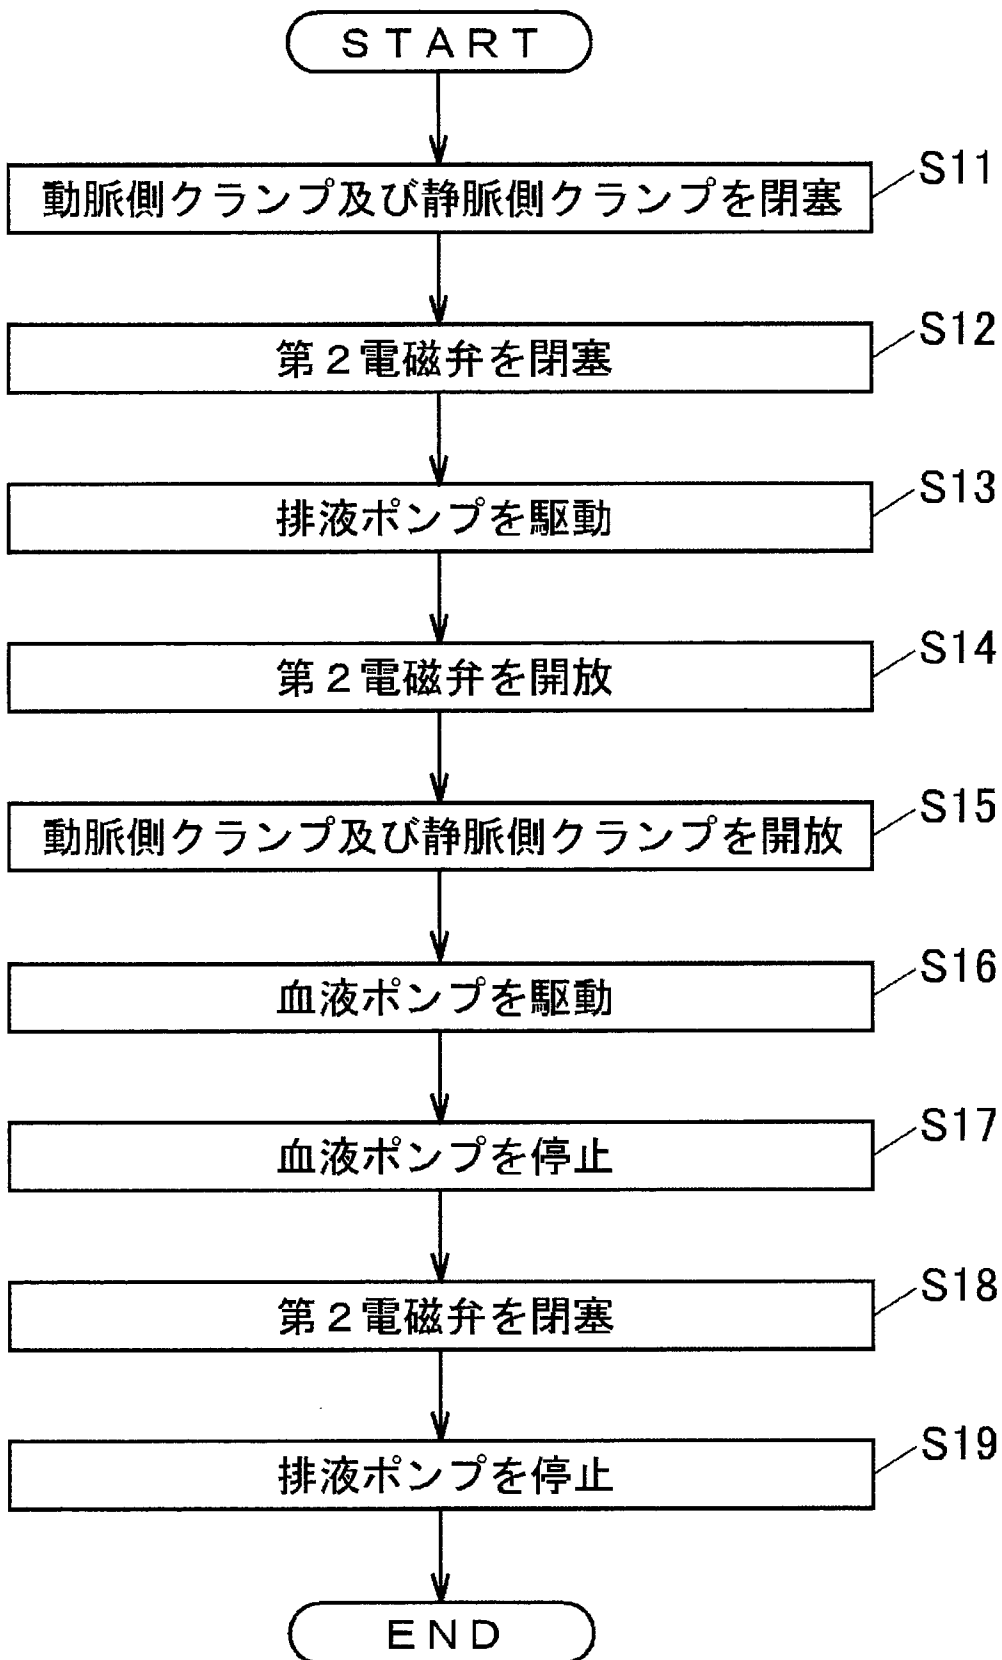 START
S11
動脈側クランプ及び静脈側クランプを閉塞
S12
第2電磁弁を閉塞
S13
排液ポンプを駆動
S14
第2電磁弁を開放
S15
動脈側クランプ及び静脈側クランプを開放
S16
血液ポンプを駆動
S17
血液ポンプを停止
S18
第2電磁弁を閉塞
S19
排液ポンプを停止
END